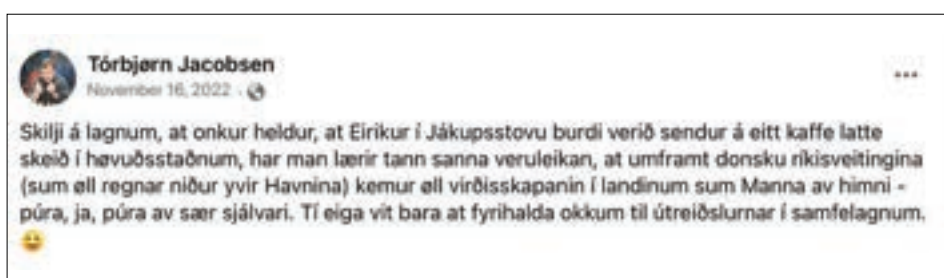 Tórbjørn Jacobsen
November 16, 2022 ·
Skilji á lagnum, at onkur heldur, at Eirikur í Jákupsstovu burdi verið sendur á eitt kaffe latte
skeið í høvuðsstaðnum, har man lærir tann sanna veruleikan, at umframt donsku ríkisveitingina
(sum øll regnar niður yvir Havnina) kemur øll virðisskapanin í landinum sum Manna av himni -
púra, ja, púra av sær sjálvari. Tí eiga vit bara at fyrihalda okkum til útreiðslurnar í samfelagnum.